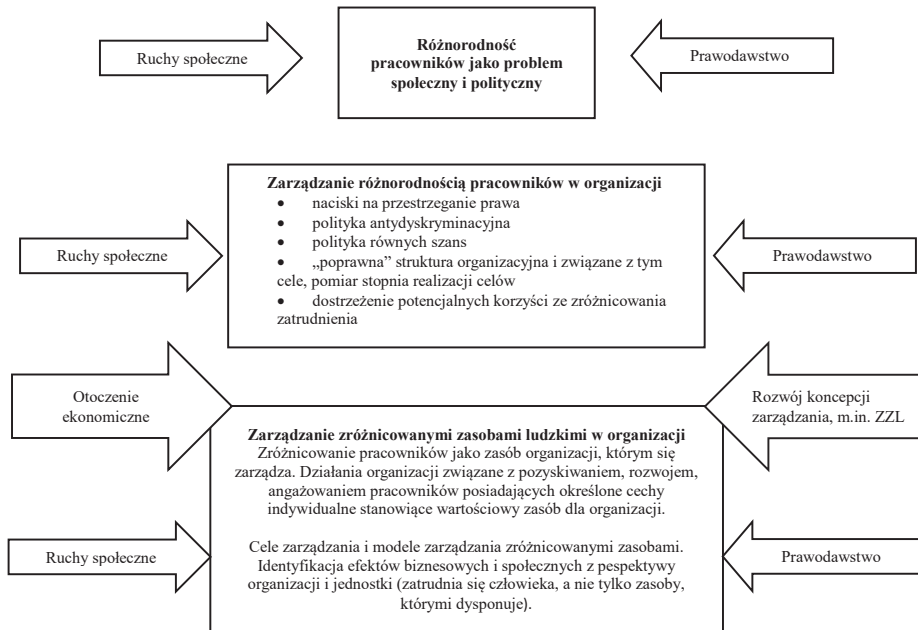 Ruchy społeczne
Różnorodność
pracowników jako problem
społeczny i polityczny
Prawodawstwo
Zarządzanie różnorodnością pracowników w organizacji
• naciski na przestrzeganie prawa
• polityka antydyskryminacyjna
• polityka równych szans
• „poprawna” struktura organizacyjna i związane z tym
cele, pomiar stopnia realizacji celów
• dostrzeżenie potencjalnych korzyści ze zróżnicowania
zatrudnienia
Ruchy społeczne
Prawodawstwo
Otoczenie
ekonomiczne
Rozwój koncepcji
zarządzania, m.in. ZZL
Zarządzanie zróżnicowanymi zasobami ludzkimi w organizacji
Zróżnicowanie pracowników jako zasób organizacji, którym się
zarządza. Działania organizacji związane z pozyskiwaniem, rozwojem,
angażowaniem pracowników posiadających określone cechy
indywidualne stanowiące wartościowy zasób dla organizacji.
Cele zarządzania i modele zarządzania zróżnicowanymi zasobami.
Identyfikacja efektów biznesowych i społecznych z pespektywy
organizacji i jednostki (zatrudnia się człowieka, a nie tylko zasoby,
którymi dysponuje).
Ruchy społeczne
Prawodawstwo